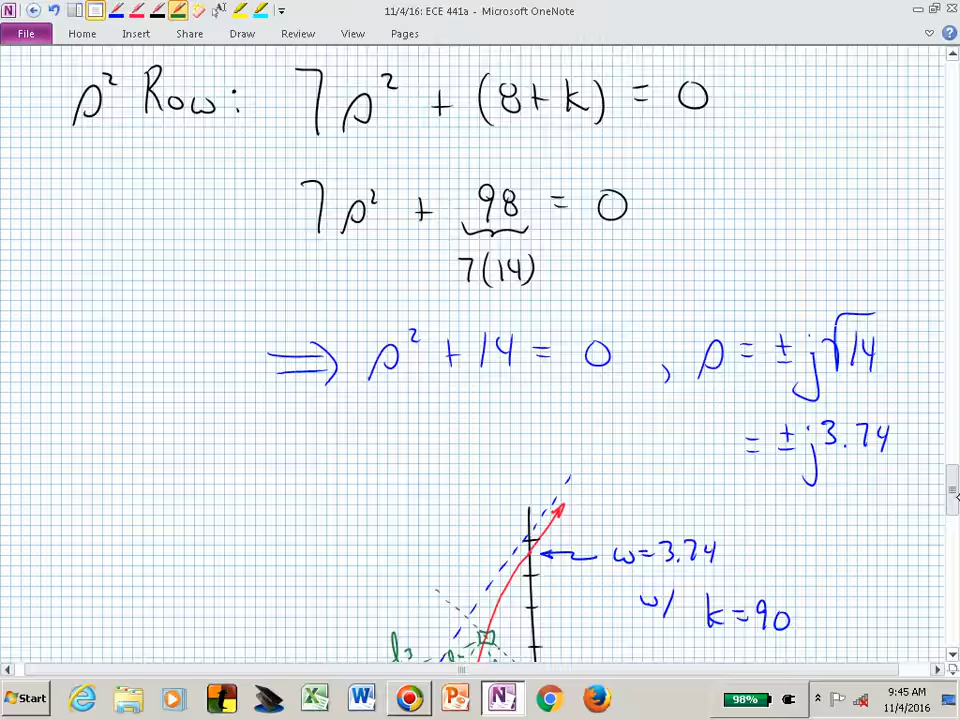 11/4/16: ECE 441a - Microsoft OneNote
File Home Insert Share Draw Review View Pages
s² Row: 7s² + (8+k) = 0
7s² + 98 = 0
7(14)
⟹ s² + 14 = 0 , s = ± j√14
= ± j3.74
ω=3.74
w/ k=90
l3
Start 98% 9:45 AM
11/4/2016